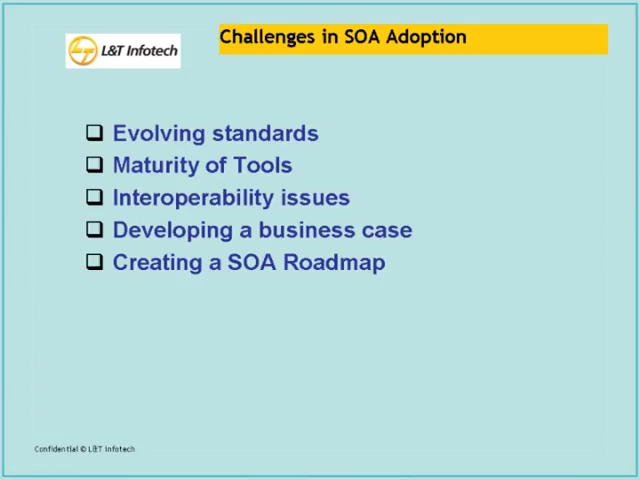 L&T Infotech
Challenges in SOA Adoption
Evolving standards
Maturity of Tools
Interoperability issues
Developing a business case
Creating a SOA Roadmap
Confidential © L&T Infotech